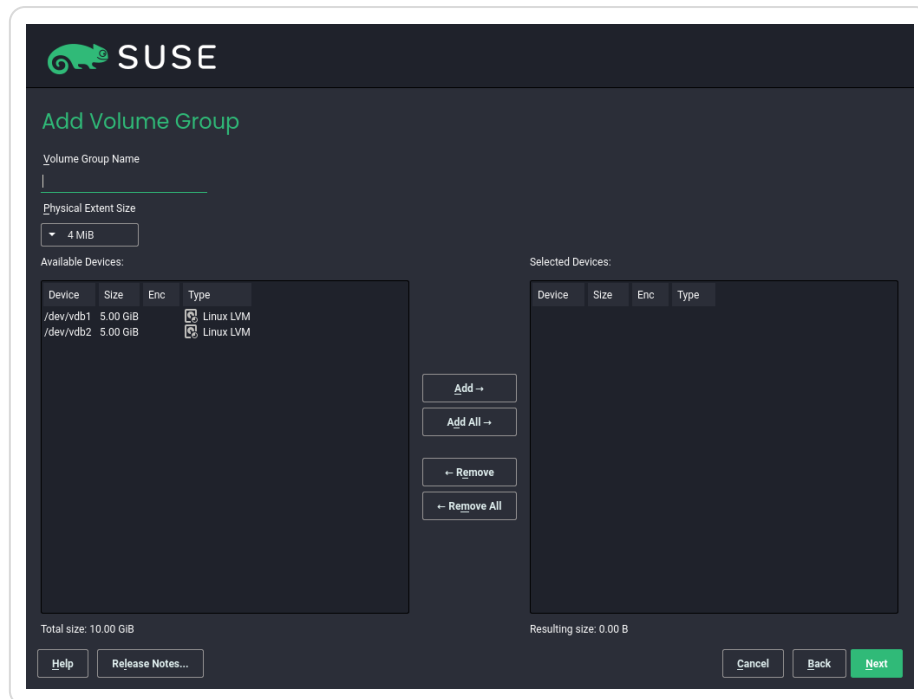 SUSE
Add Volume Group
Volume Group Name
Physical Extent Size
4 MiB
Available Devices:
Device Size Enc Type
/dev/vdb1 5.00 GiB Linux LVM
/dev/vdb2 5.00 GiB Linux LVM
Total size: 10.00 GiB
Add →
Add All →
← Remove
← Remove All
Selected Devices:
Device Size Enc Type
Resulting size: 0.00 B
Help Release Notes... Cancel Back Next